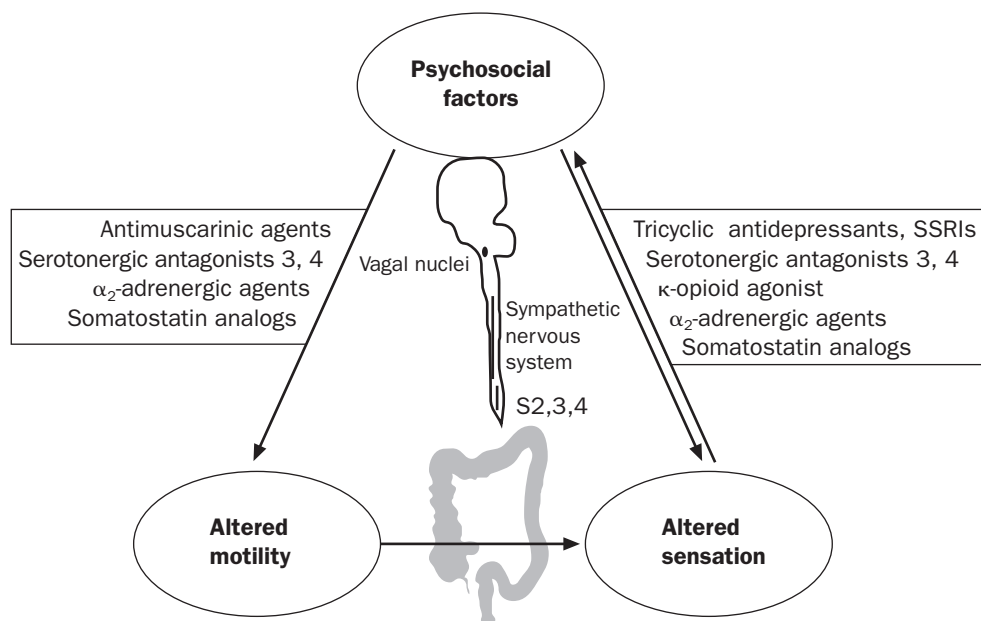 Psychosocial
factors
Antimuscarinic agents
Serotonergic antagonists 3, 4
α₂-adrenergic agents
Somatostatin analogs
Vagal nuclei
Sympathetic
nervous
system
S2,3,4
Tricyclic antidepressants, SSRIs
Serotonergic antagonists 3, 4
κ-opioid agonist
α₂-adrenergic agents
Somatostatin analogs
Altered
motility
Altered
sensation